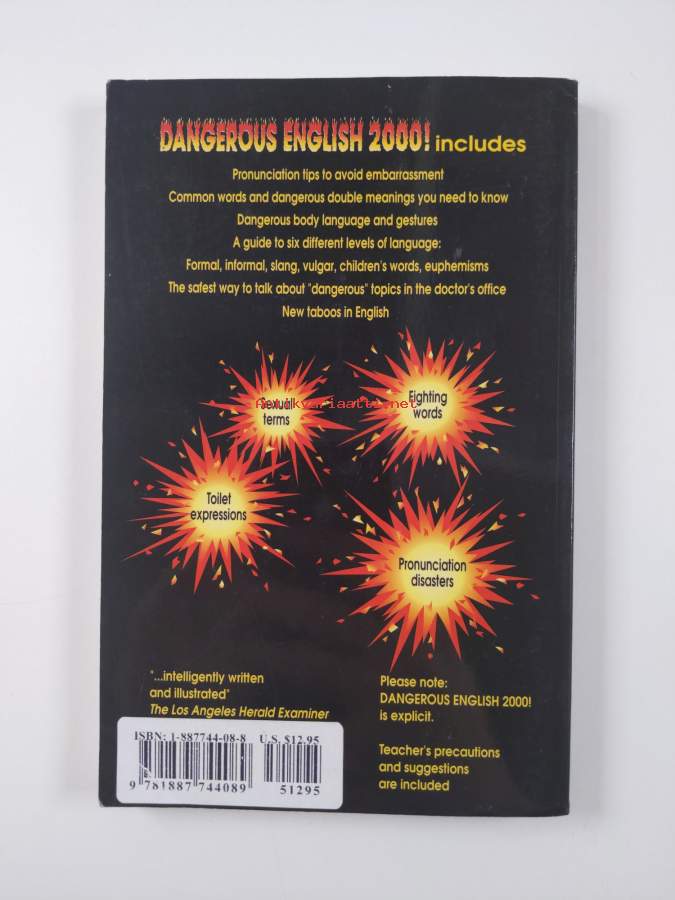 DANGEROUS ENGLISH 2000! includes
Pronunciation tips to avoid embarrassment
Common words and dangerous double meanings you need to know
Dangerous body language and gestures
A guide to six different levels of language:
Formal, informal, slang, vulgar, children's words, euphemisms
The safest way to talk about "dangerous" topics in the doctor's office
New taboos in English
Antikvariaatti.net
terms
Fighting
words
Toilet
expressions
Pronunciation
disasters
"...intelligently written
and illustrated"
The Los Angeles Herald Examiner
Please note:
DANGEROUS ENGLISH 2000!
is explicit.
Teacher's precautions
and suggestions
are included
ISBN: 1-887744-08-8 U.S. $12.95
9 781887 744089 51295